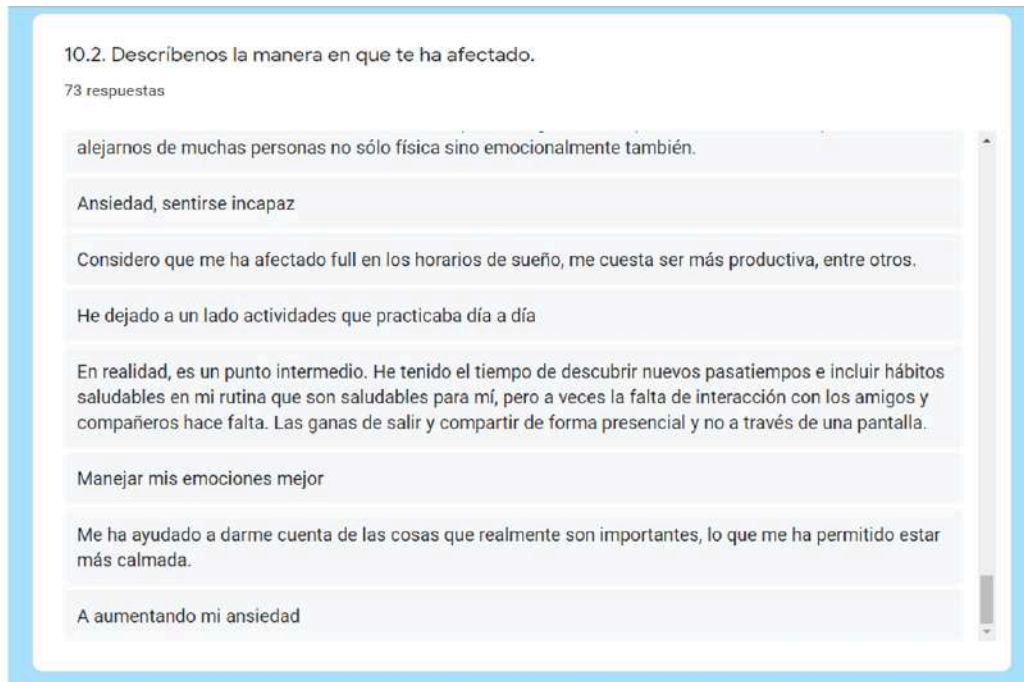 10.2. Descríbenos la manera en que te ha afectado.
73 respuestas
alejarnos de muchas personas no sólo física sino emocionalmente también.
Ansiedad, sentirse incapaz
Considero que me ha afectado full en los horarios de sueño, me cuesta ser más productiva, entre otros.
He dejado a un lado actividades que practicaba día a día
En realidad, es un punto intermedio. He tenido el tiempo de descubrir nuevos pasatiempos e incluir hábitos
saludables en mi rutina que son saludables para mí, pero a veces la falta de interacción con los amigos y
compañeros hace falta. Las ganas de salir y compartir de forma presencial y no a través de una pantalla.
Manejar mis emociones mejor
Me ha ayudado a darme cuenta de las cosas que realmente son importantes, lo que me ha permitido estar
más calmada.
A aumentando mi ansiedad